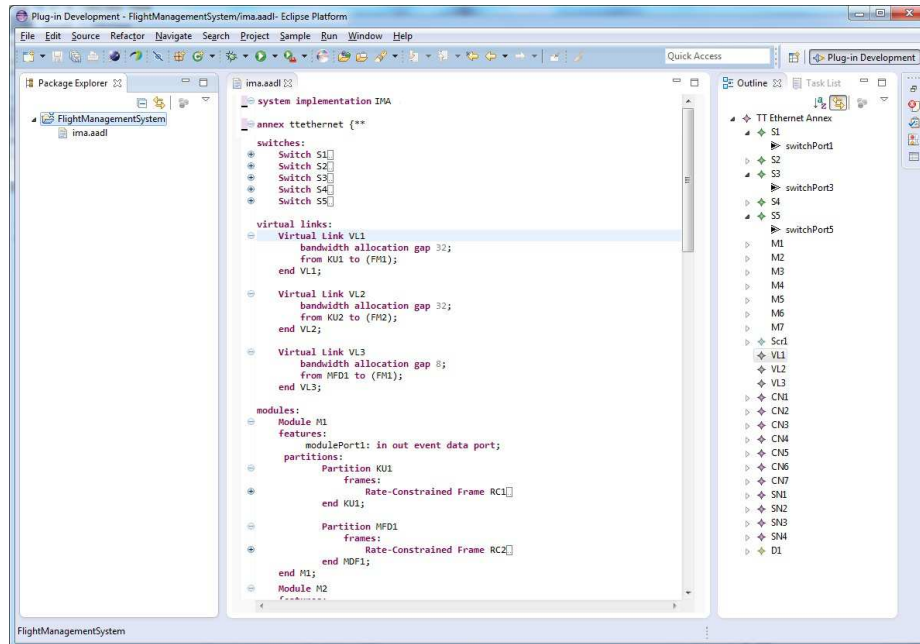 Plug-in Development - FlightManagementSystem/ima.aadl- Eclipse Platform
File Edit Source Refactor Navigate Search Project Sample Run Window Help
Quick Access
Plug-in Development
Package Explorer
FlightManagementSystem
ima.aadl
ima.aadl
system implementation IMA
annex ttethernet {**
switches:
Switch S1
Switch S2
Switch S3
Switch S4
Switch S5
virtual links:
Virtual Link VL1
bandwidth allocation gap 32;
from KU1 to (FM1);
end VL1;
Virtual Link VL2
bandwidth allocation gap 32;
from KU2 to (FM2);
end VL2;
Virtual Link VL3
bandwidth allocation gap 8;
from MFD1 to (FM1);
end VL3;
modules:
Module M1
features:
modulePort1: in out event data port;
partitions:
Partition KU1
frames:
Rate-Constrained Frame RC1
end KU1;
Partition MFD1
frames:
Rate-Constrained Frame RC2
end MDF1;
end M1;
Module M2
features:
Outline Task List
TT Ethernet Annex
S1
switchPort1
S2
S3
switchPort3
S4
S5
switchPort5
M1
M2
M3
M4
M5
M6
M7
Scr1
VL1
VL2
VL3
CN1
CN2
CN3
CN4
CN5
CN6
CN7
SN1
SN2
SN3
SN4
D1
FlightManagementSystem